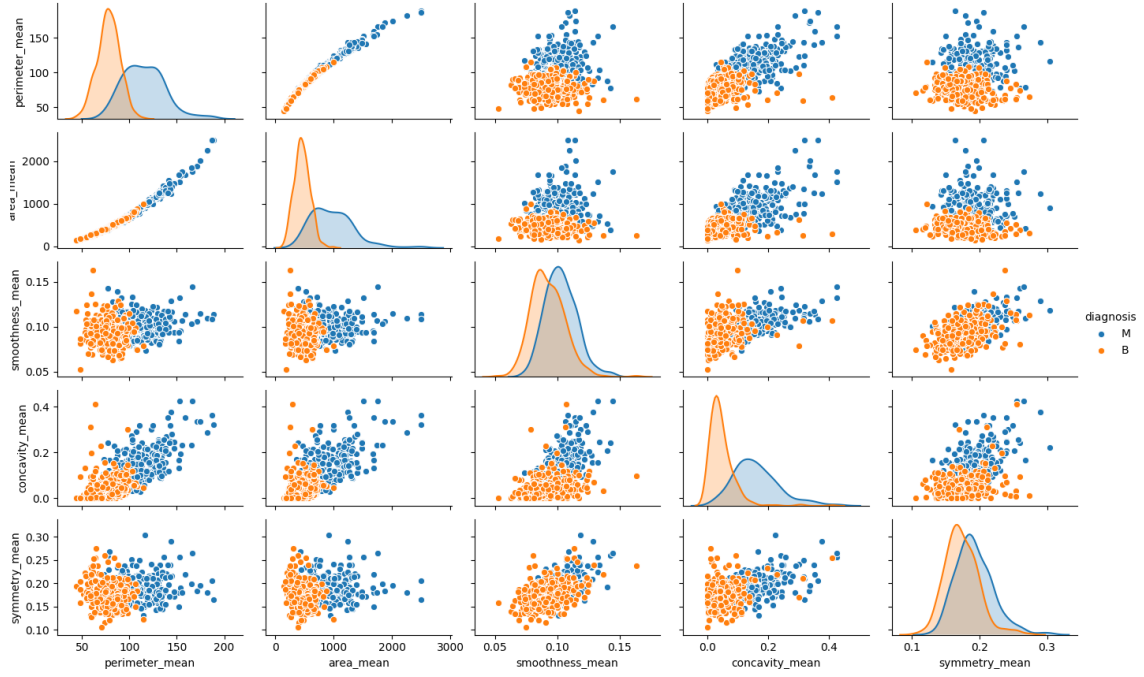 perimeter_mean
150
100
50
area_mean
2000
1000
0
smoothness_mean
0.15
0.10
0.05
diagnosis
M
B
concavity_mean
0.4
0.2
0.0
symmetry_mean
0.30
0.25
0.20
0.15
0.10
50 100 150 200 0 1000 2000 3000 0.05 0.10 0.15 0.0 0.2 0.4 0.1 0.2 0.3
perimeter_mean area_mean smoothness_mean concavity_mean symmetry_mean